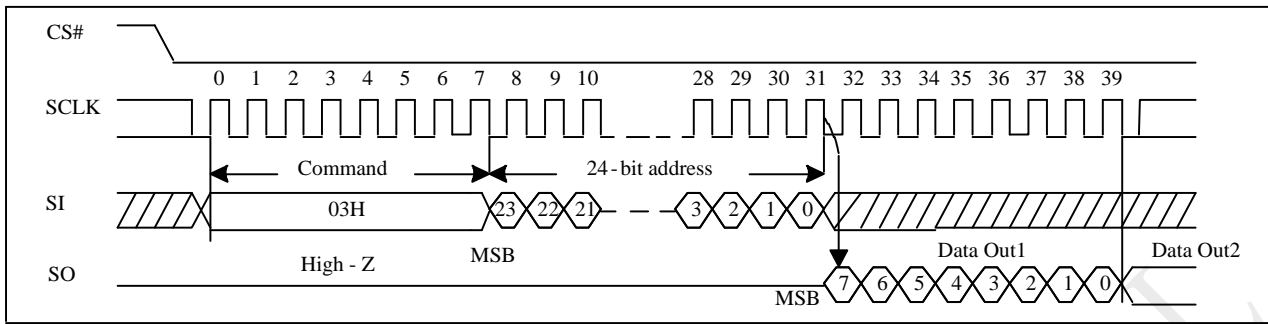 CS#
0 1 2 3 4 5 6 7 8 9 10 28 29 30 31 32 33 34 35 36 37 38 39
SCLK
Command 24-bit address
SI 03H 23 22 21 3 2 1 0
High - Z MSB Data Out1 Data Out2
SO MSB 7 6 5 4 3 2 1 0